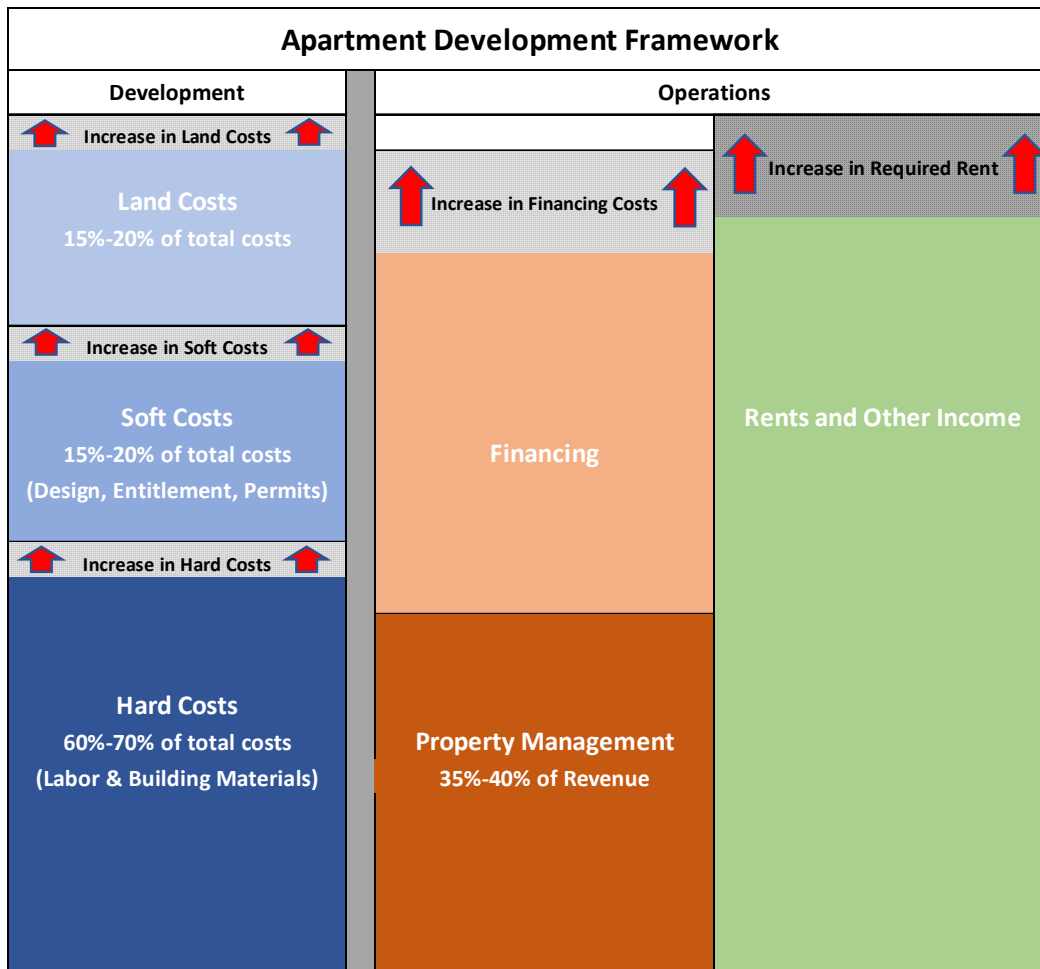 Apartment Development Framework
Development
Operations
Increase in Land Costs
Land Costs
15%-20% of total costs
Increase in Soft Costs
Soft Costs
15%-20% of total costs
(Design, Entitlement, Permits)
Increase in Hard Costs
Hard Costs
60%-70% of total costs
(Labor & Building Materials)
Increase in Financing Costs
Financing
Property Management
35%-40% of Revenue
Increase in Required Rent
Rents and Other Income